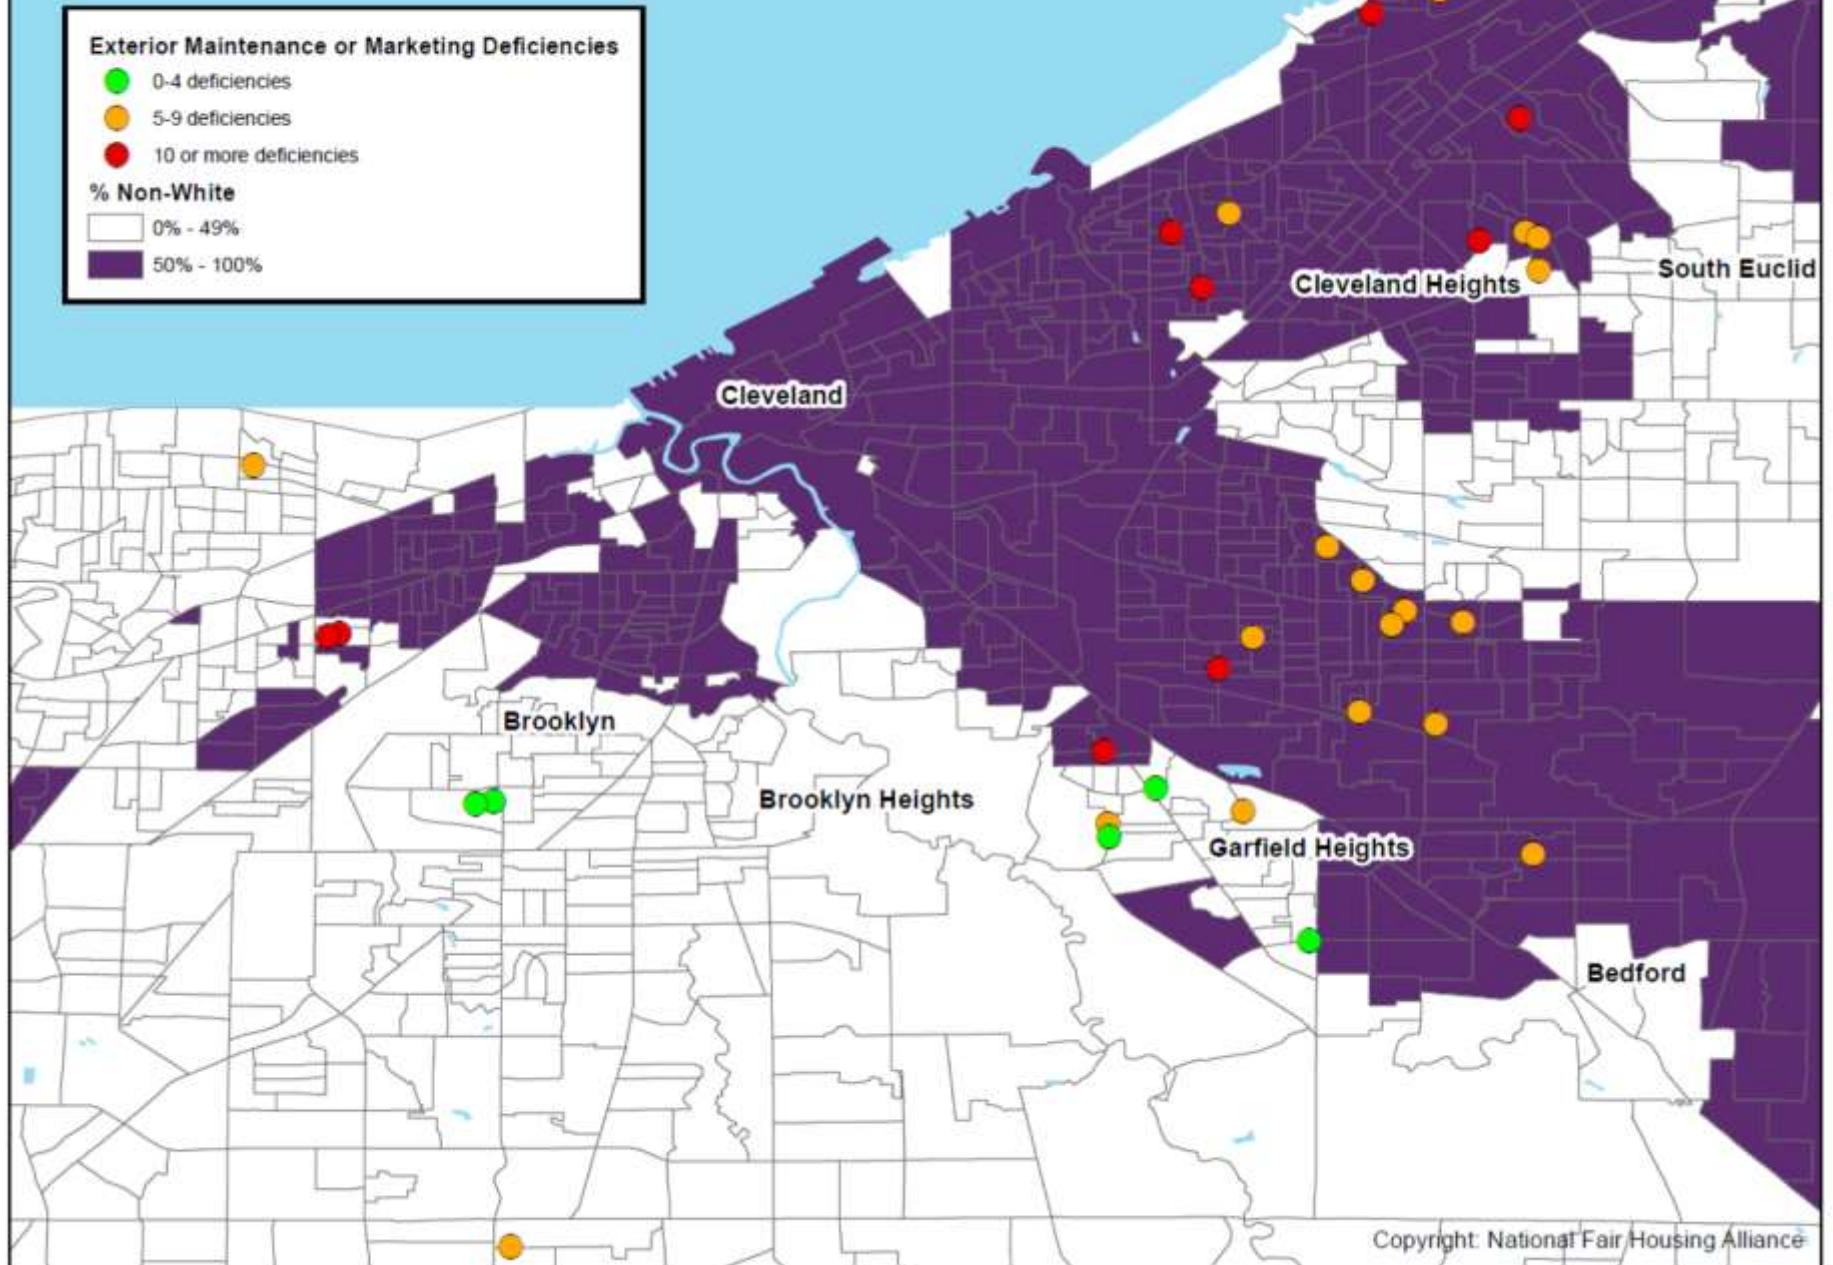 Exterior Maintenance or Marketing Deficiencies
0-4 deficiencies
5-9 deficiencies
10 or more deficiencies
% Non-White
0% - 49%
50% - 100%
South Euclid
Cleveland Heights
Cleveland
Brooklyn
Brooklyn Heights
Garfield Heights
Bedford
Copyright: National Fair Housing Alliance